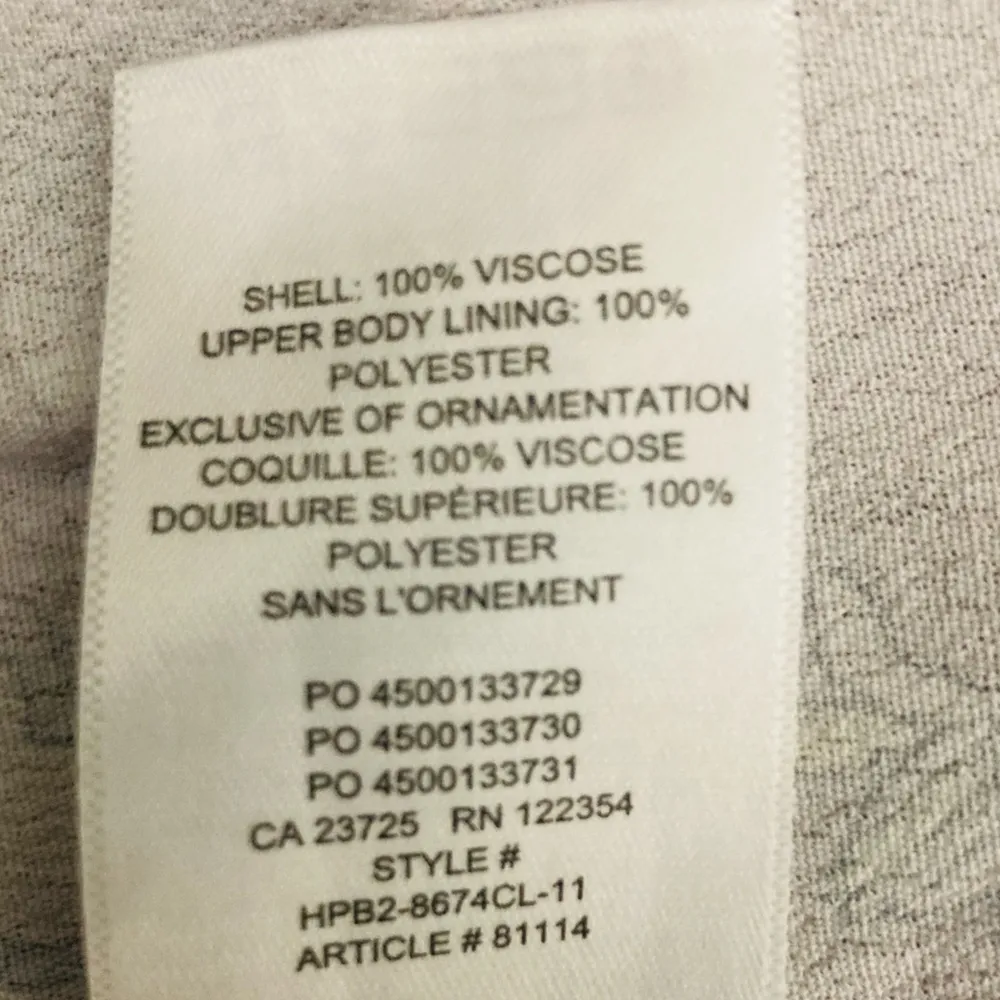 SHELL: 100% VISCOSE
UPPER BODY LINING: 100%
POLYESTER
EXCLUSIVE OF ORNAMENTATION
COQUILLE: 100% VISCOSE
DOUBLURE SUPÉRIEURE: 100%
POLYESTER
SANS L'ORNEMENT
PO 4500133729
PO 4500133730
PO 4500133731
CA 23725 RN 122354
STYLE #
HPB2-8674CL-11
ARTICLE # 81114